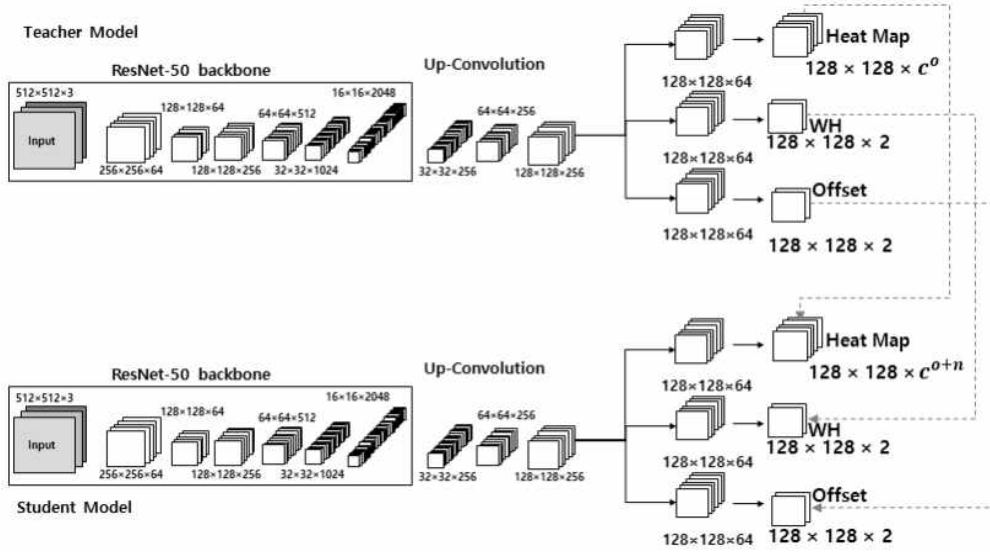 Teacher Model
ResNet-50 backbone
512×512×3
Input
256×256×64
128×128×64
128×128×256
64×64×512
32×32×1024
16×16×2048
Up-Convolution
32×32×256
64×64×256
128×128×256
128×128×64
Heat Map
128 × 128 × c^o
128×128×64
WH
128 × 128 × 2
128×128×64
Offset
128 × 128 × 2
ResNet-50 backbone
512×512×3
Input
256×256×64
128×128×64
128×128×256
64×64×512
32×32×1024
16×16×2048
Student Model
Up-Convolution
32×32×256
64×64×256
128×128×256
128×128×64
Heat Map
128 × 128 × c^{o+n}
128×128×64
WH
128 × 128 × 2
128×128×64
Offset
128 × 128 × 2